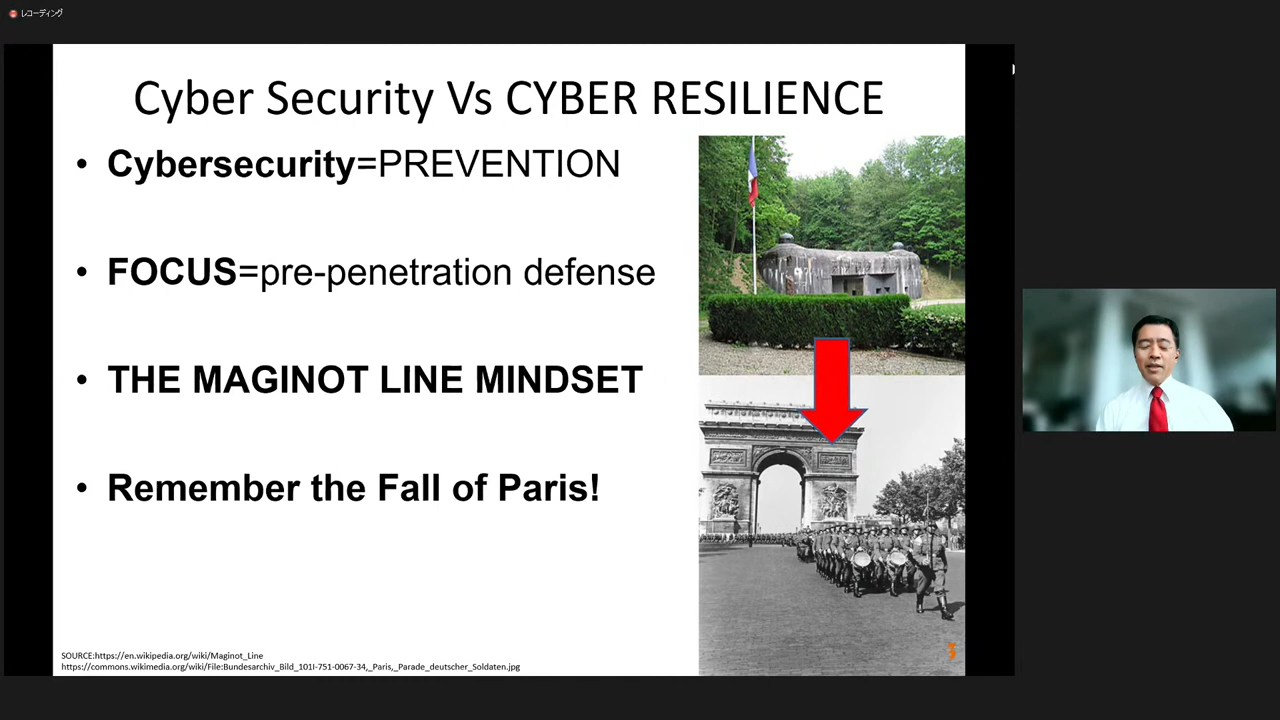 レコーディング
Cyber Security Vs CYBER RESILIENCE
• Cybersecurity=PREVENTION
• FOCUS=pre-penetration defense
• THE MAGINOT LINE MINDSET
• Remember the Fall of Paris!
SOURCE:https://en.wikipedia.org/wiki/Maginot_Line
https://commons.wikimedia.org/wiki/File:Bundesarchiv_Bild_101I-751-0067-34,_Paris,_Parade_deutscher_Soldaten.jpg
3